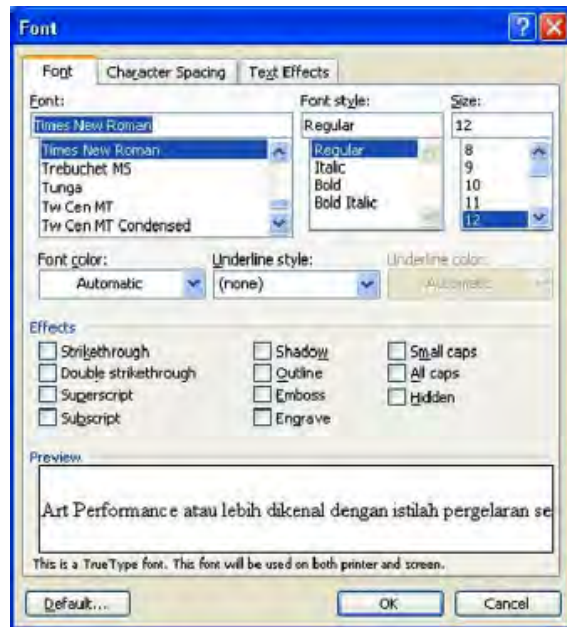 Font
Font Character Spacing Text Effects
Font: Font style: Size:
Times New Roman Regular 12
Times New Roman Regular 8
Trebuchet MS Italic 9
Tunga Bold 10
Tw Cen MT Bold Italic 11
Tw Cen MT Condensed 12
Font color: Underline style: Underline color:
Automatic (none) Automatic
Effects
Strikethrough Shadow Small caps
Double strikethrough Outline All caps
Superscript Emboss Hidden
Subscript Engrave
Preview
Art Performance atau lebih dikenal dengan istilah pergelaran se
This is a TrueType font. This font will be used on both printer and screen.
Default... OK Cancel